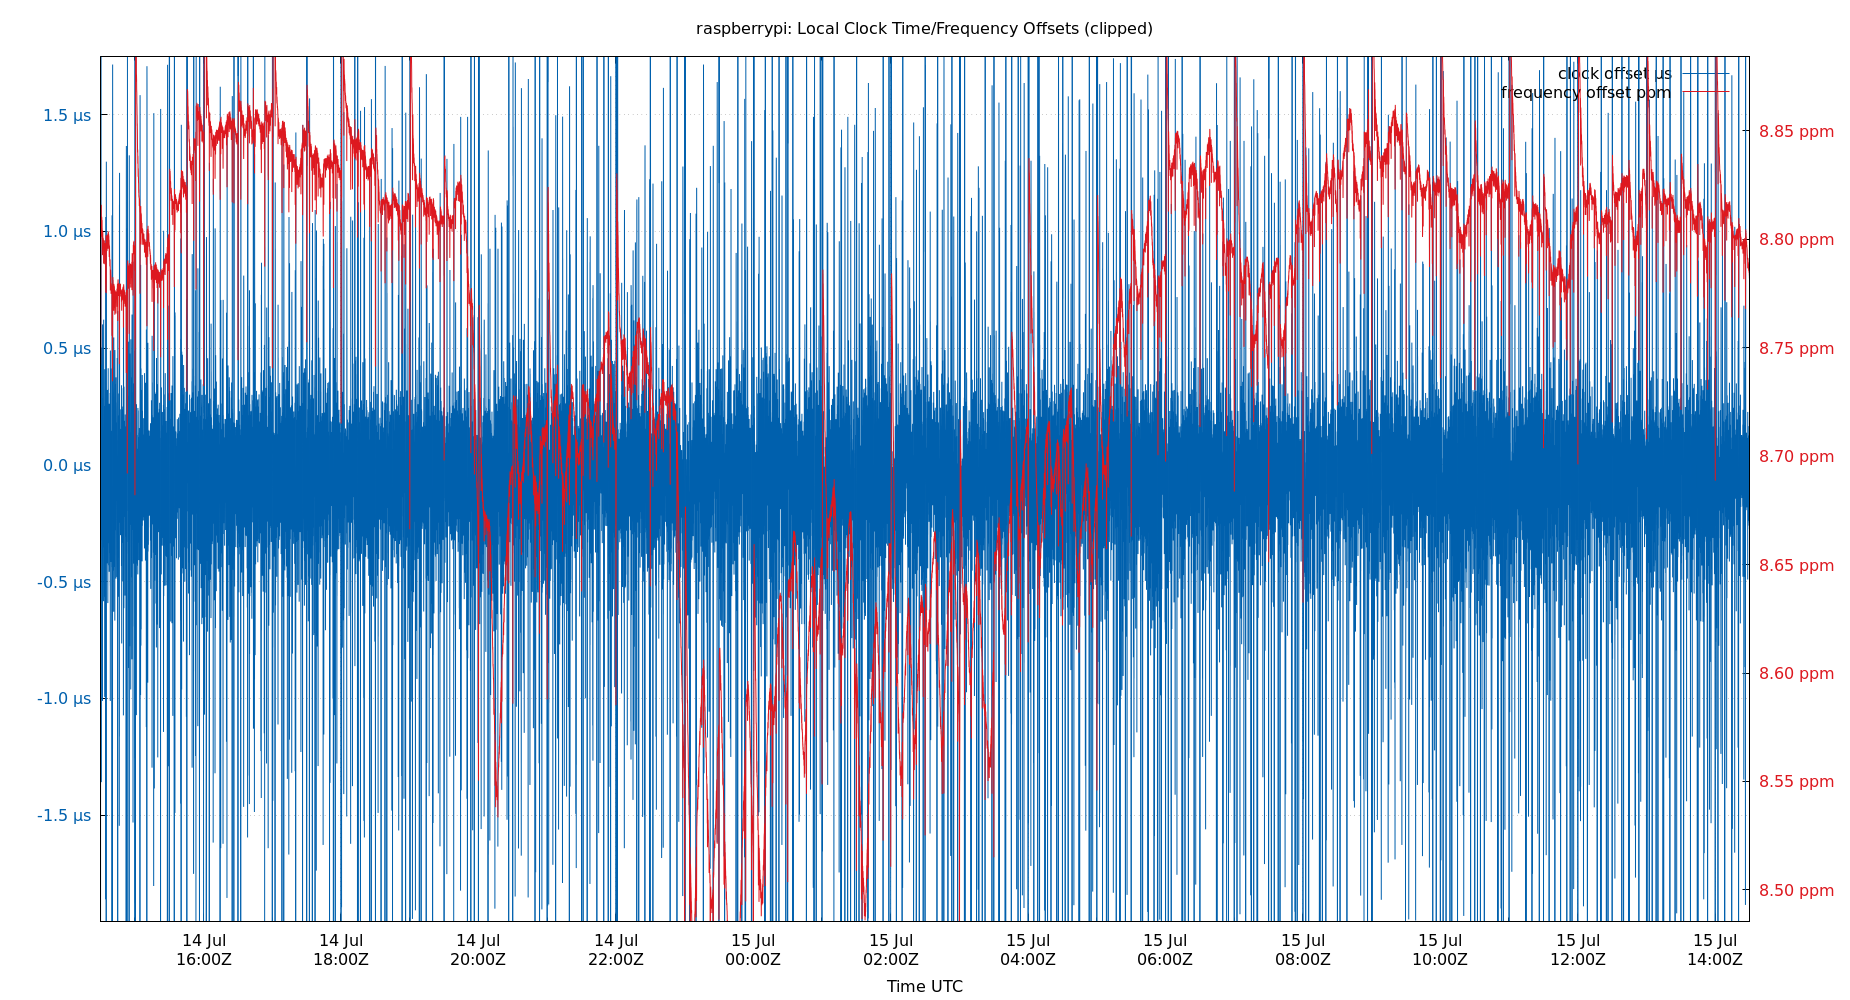 raspberrypi: Local Clock Time/Frequency Offsets (clipped)
clock offset µs
frequency offset ppm
1.5 µs
1.0 µs
0.5 µs
0.0 µs
-0.5 µs
-1.0 µs
-1.5 µs
8.85 ppm
8.80 ppm
8.75 ppm
8.70 ppm
8.65 ppm
8.60 ppm
8.55 ppm
8.50 ppm
14 Jul 14 Jul 14 Jul 14 Jul 15 Jul 15 Jul 15 Jul 15 Jul 15 Jul 15 Jul 15 Jul 15 Jul
16:00Z 18:00Z 20:00Z 22:00Z 00:00Z 02:00Z 04:00Z 06:00Z 08:00Z 10:00Z 12:00Z 14:00Z
Time UTC